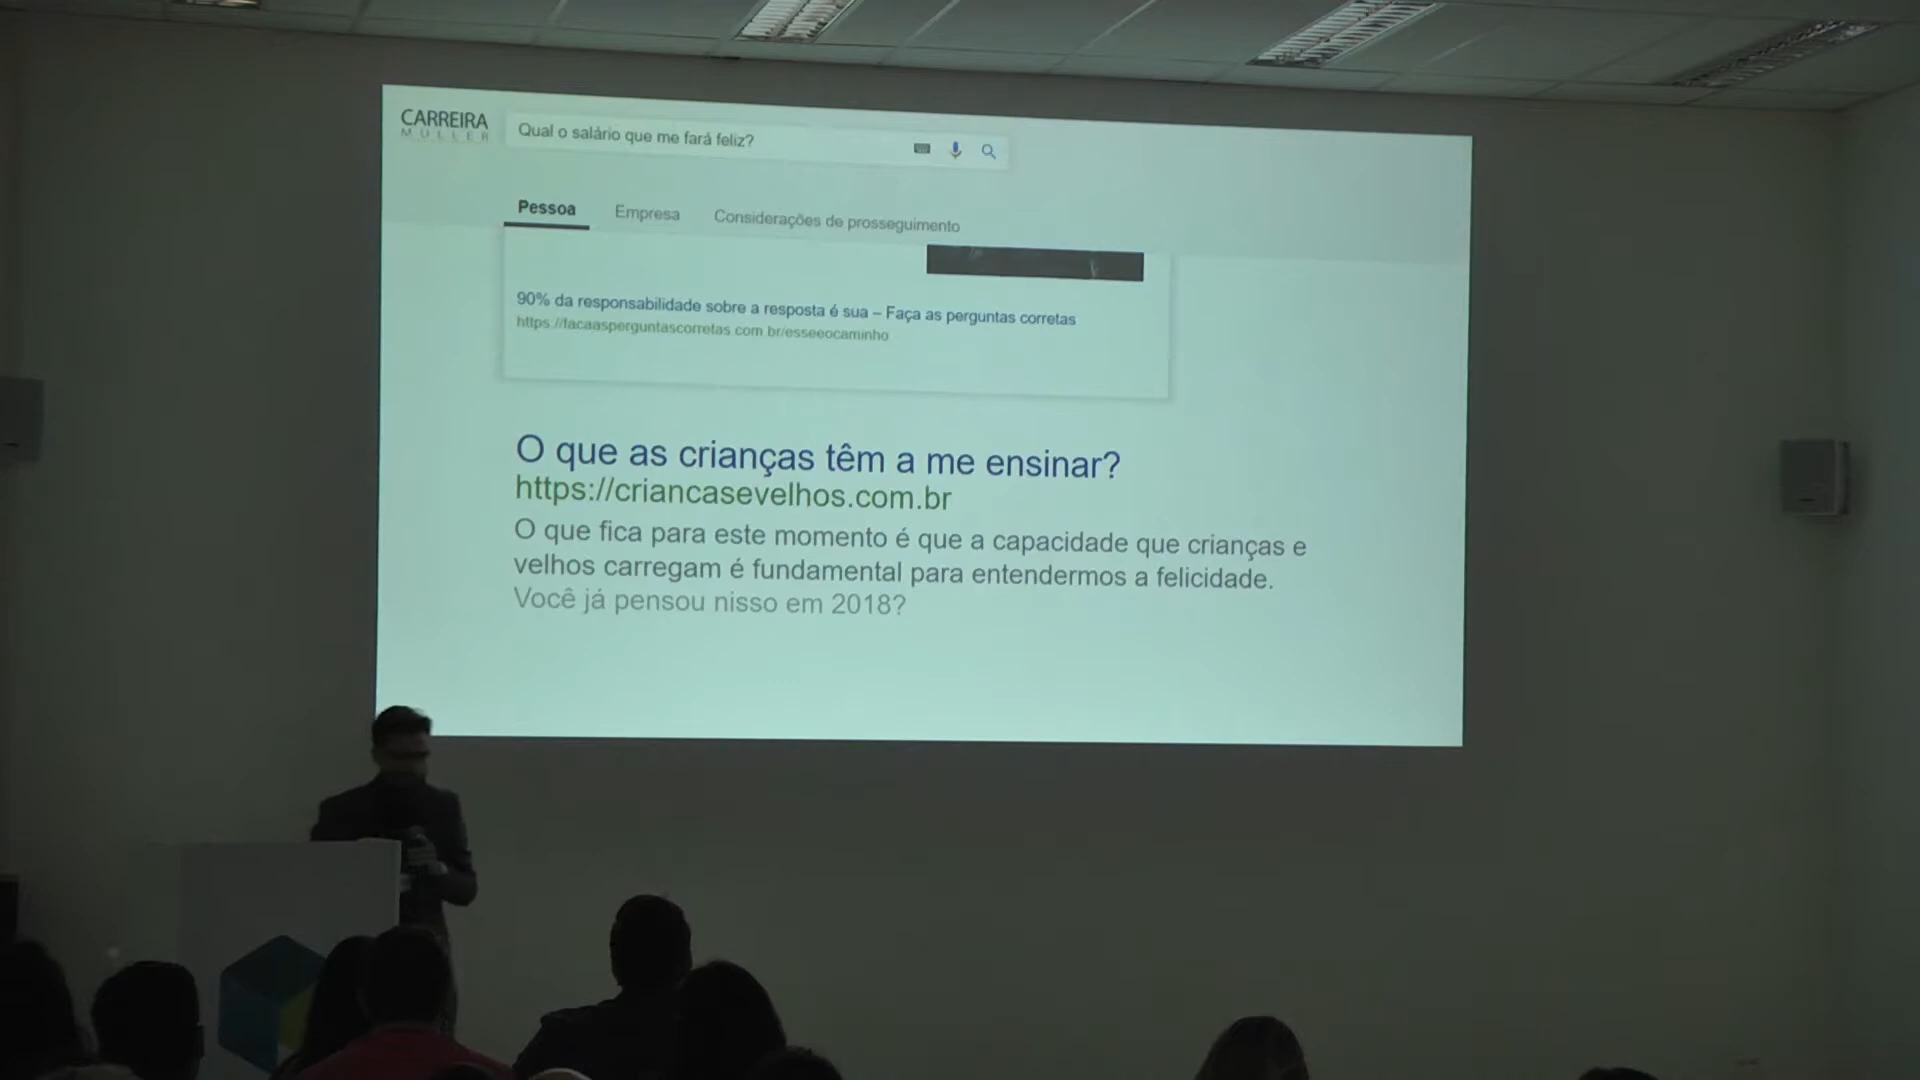 CARREIRA
MULLER
Qual o salário que me fará feliz?
Pessoa
Empresa
Considerações de prosseguimento
90% da responsabilidade sobre a resposta é sua – Faça as perguntas corretas
https://facaasperguntascorretas.com.br/esseeocaminho
O que as crianças têm a me ensinar?
https://criancasevelhos.com.br
O que fica para este momento é que a capacidade que crianças e
velhos carregam é fundamental para entendermos a felicidade.
Você já pensou nisso em 2018?